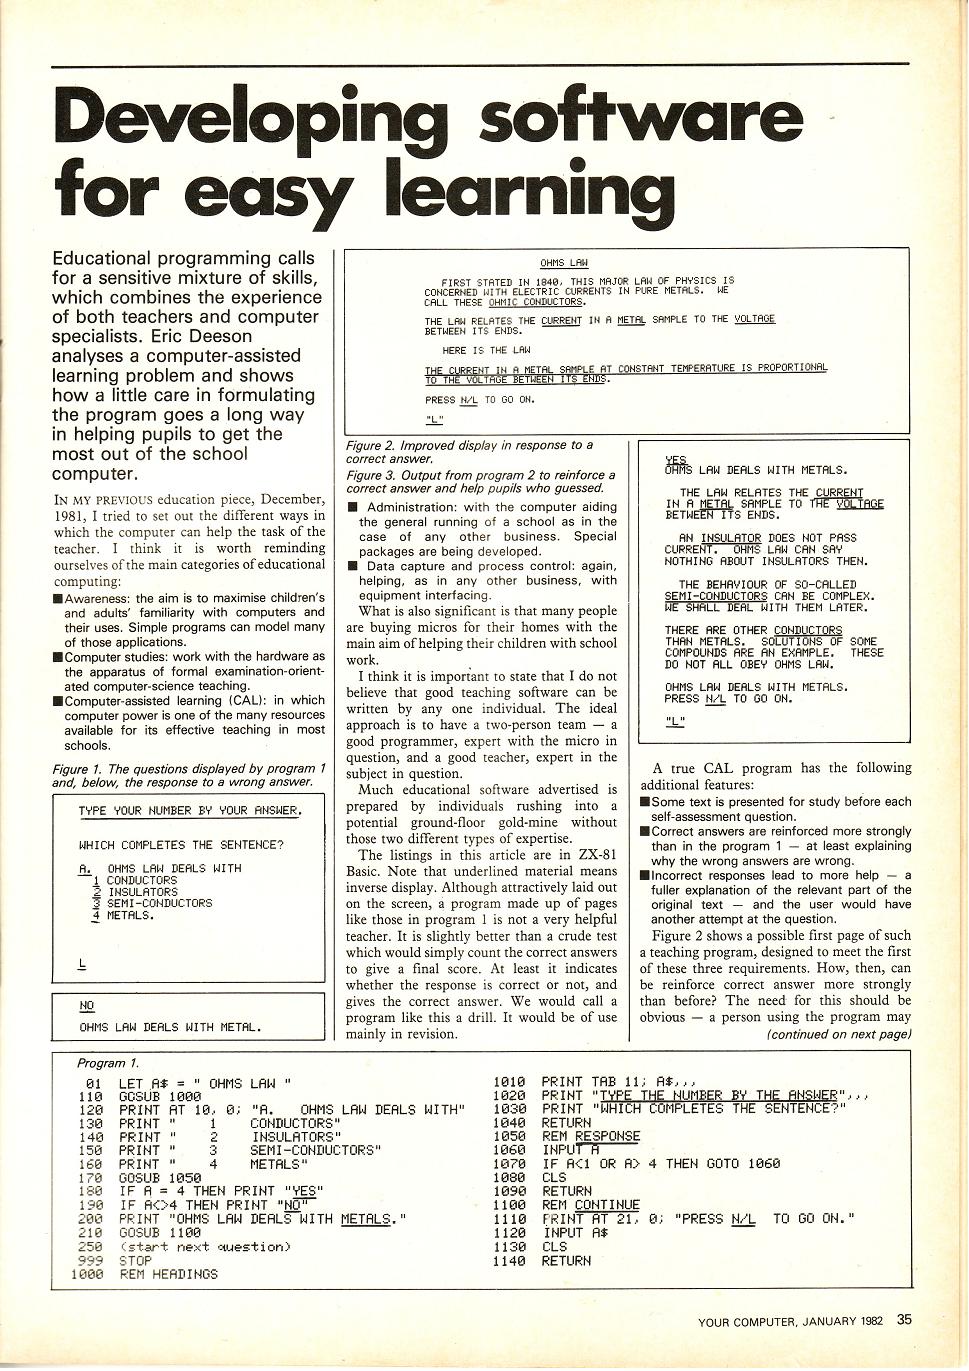 Developing software
for easy learning
Educational programming calls
for a sensitive mixture of skills,
which combines the experience
of both teachers and computer
specialists. Eric Deeson
analyses a computer-assisted
learning problem and shows
how a little care in formulating
the program goes a long way
in helping pupils to get the
most out of the school
computer.
IN MY PREVIOUS education piece, December,
1981, I tried to set out the different ways in
which the computer can help the task of the
teacher. I think it is worth reminding
ourselves of the main categories of educational
computing:
■Awareness: the aim is to maximise children's
and adults' familiarity with computers and
their uses. Simple programs can model many
of those applications.
■Computer studies: work with the hardware as
the apparatus of formal examination-orient-
ated computer-science teaching.
■Computer-assisted learning (CAL): in which
computer power is one of the many resources
available for its effective teaching in most
schools.
Figure 1. The questions displayed by program 1
and, below, the response to a wrong answer.
TYPE YOUR NUMBER BY YOUR ANSWER.
WHICH COMPLETES THE SENTENCE?
A. OHMS LAW DEALS WITH
1 CONDUCTORS
2 INSULATORS
3 SEMI-CONDUCTORS
4 METALS.
L
NO
OHMS LAW DEALS WITH METAL.
OHMS LAW
FIRST STATED IN 1840, THIS MAJOR LAW OF PHYSICS IS
CONCERNED WITH ELECTRIC CURRENTS IN PURE METALS. WE
CALL THESE OHMIC CONDUCTORS.
THE LAW RELATES THE CURRENT IN A METAL SAMPLE TO THE VOLTAGE
BETWEEN ITS ENDS.
HERE IS THE LAW
THE CURRENT IN A METAL SAMPLE AT CONSTANT TEMPERATURE IS PROPORTIONAL
TO THE VOLTAGE BETWEEN ITS ENDS.
PRESS N/L TO GO ON.
"L"
Figure 2. Improved display in response to a
correct answer.
Figure 3. Output from program 2 to reinforce a
correct answer and help pupils who guessed.
■ Administration: with the computer aiding
the general running of a school as in the
case of any other business. Special
packages are being developed.
■ Data capture and process control: again,
helping, as in any other business, with
equipment interfacing.
What is also significant is that many people
are buying micros for their homes with the
main aim of helping their children with school
work.
I think it is important to state that I do not
believe that good teaching software can be
written by any one individual. The ideal
approach is to have a two-person team — a
good programmer, expert with the micro in
question, and a good teacher, expert in the
subject in question.
Much educational software advertised is
prepared by individuals rushing into a
potential ground-floor gold-mine without
those two different types of expertise.
The listings in this article are in ZX-81
Basic. Note that underlined material means
inverse display. Although attractively laid out
on the screen, a program made up of pages
like those in program 1 is not a very helpful
teacher. It is slightly better than a crude test
which would simply count the correct answers
to give a final score. At least it indicates
whether the response is correct or not, and
gives the correct answer. We would call a
program like this a drill. It would be of use
mainly in revision.
YES
OHMS LAW DEALS WITH METALS.
THE LAW RELATES THE CURRENT
IN A METAL SAMPLE TO THE VOLTAGE
BETWEEN ITS ENDS.
AN INSULATOR DOES NOT PASS
CURRENT. OHMS LAW CAN SAY
NOTHING ABOUT INSULATORS THEN.
THE BEHAVIOUR OF SO-CALLED
SEMI-CONDUCTORS CAN BE COMPLEX.
WE SHALL DEAL WITH THEM LATER.
THERE ARE OTHER CONDUCTORS
THAN METALS. SOLUTIONS OF SOME
COMPOUNDS ARE AN EXAMPLE. THESE
DO NOT ALL OBEY OHMS LAW.
OHMS LAW DEALS WITH METALS.
PRESS N/L TO GO ON.
"L"
A true CAL program has the following
additional features:
■Some text is presented for study before each
self-assessment question.
■Correct answers are reinforced more strongly
than in the program 1 — at least explaining
why the wrong answers are wrong.
■Incorrect responses lead to more help — a
fuller explanation of the relevant part of the
original text — and the user would have
another attempt at the question.
Figure 2 shows a possible first page of such
a teaching program, designed to meet the first
of these three requirements. How, then, can
be reinforce correct answer more strongly
than before? The need for this should be
obvious — a person using the program may
(continued on next page)
Program 1.
01 LET A$ = " OHMS LAW "
110 GOSUB 1000
120 PRINT AT 10, 0; "A. OHMS LAW DEALS WITH"
130 PRINT " 1 CONDUCTORS"
140 PRINT " 2 INSULATORS"
150 PRINT " 3 SEMI-CONDUCTORS"
160 PRINT " 4 METALS"
170 GOSUB 1050
180 IF A = 4 THEN PRINT "YES"
190 IF A<>4 THEN PRINT "NO"
200 PRINT "OHMS LAW DEALS WITH METALS."
210 GOSUB 1100
250 (start next question)
999 STOP
1000 REM HEADINGS
1010 PRINT TAB 11; A$,,,
1020 PRINT "TYPE THE NUMBER BY THE ANSWER",,,
1030 PRINT "WHICH COMPLETES THE SENTENCE?"
1040 RETURN
1050 REM RESPONSE
1060 INPUT A
1070 IF A<1 OR A> 4 THEN GOTO 1060
1080 CLS
1090 RETURN
1100 REM CONTINUE
1110 PRINT AT 21, 0; "PRESS N/L TO GO ON."
1120 INPUT A$
1130 CLS
1140 RETURN
YOUR COMPUTER, JANUARY 1982 35